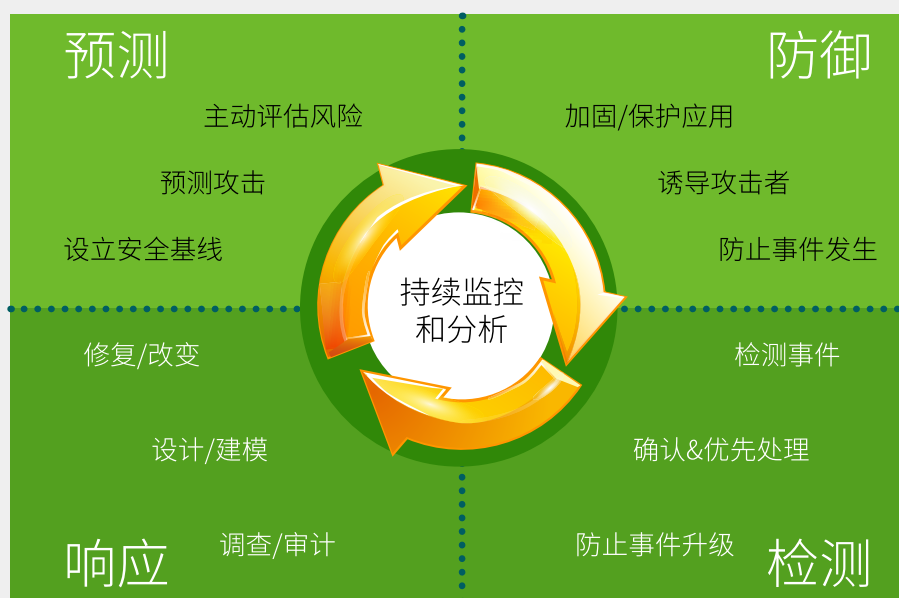 预测
防御
主动评估风险
加固/保护应用
预测攻击
诱导攻击者
设立安全基线
防止事件发生
持续监控
和分析
修复/改变
检测事件
设计/建模
确认&优先处理
调查/审计
防止事件升级
响应
检测